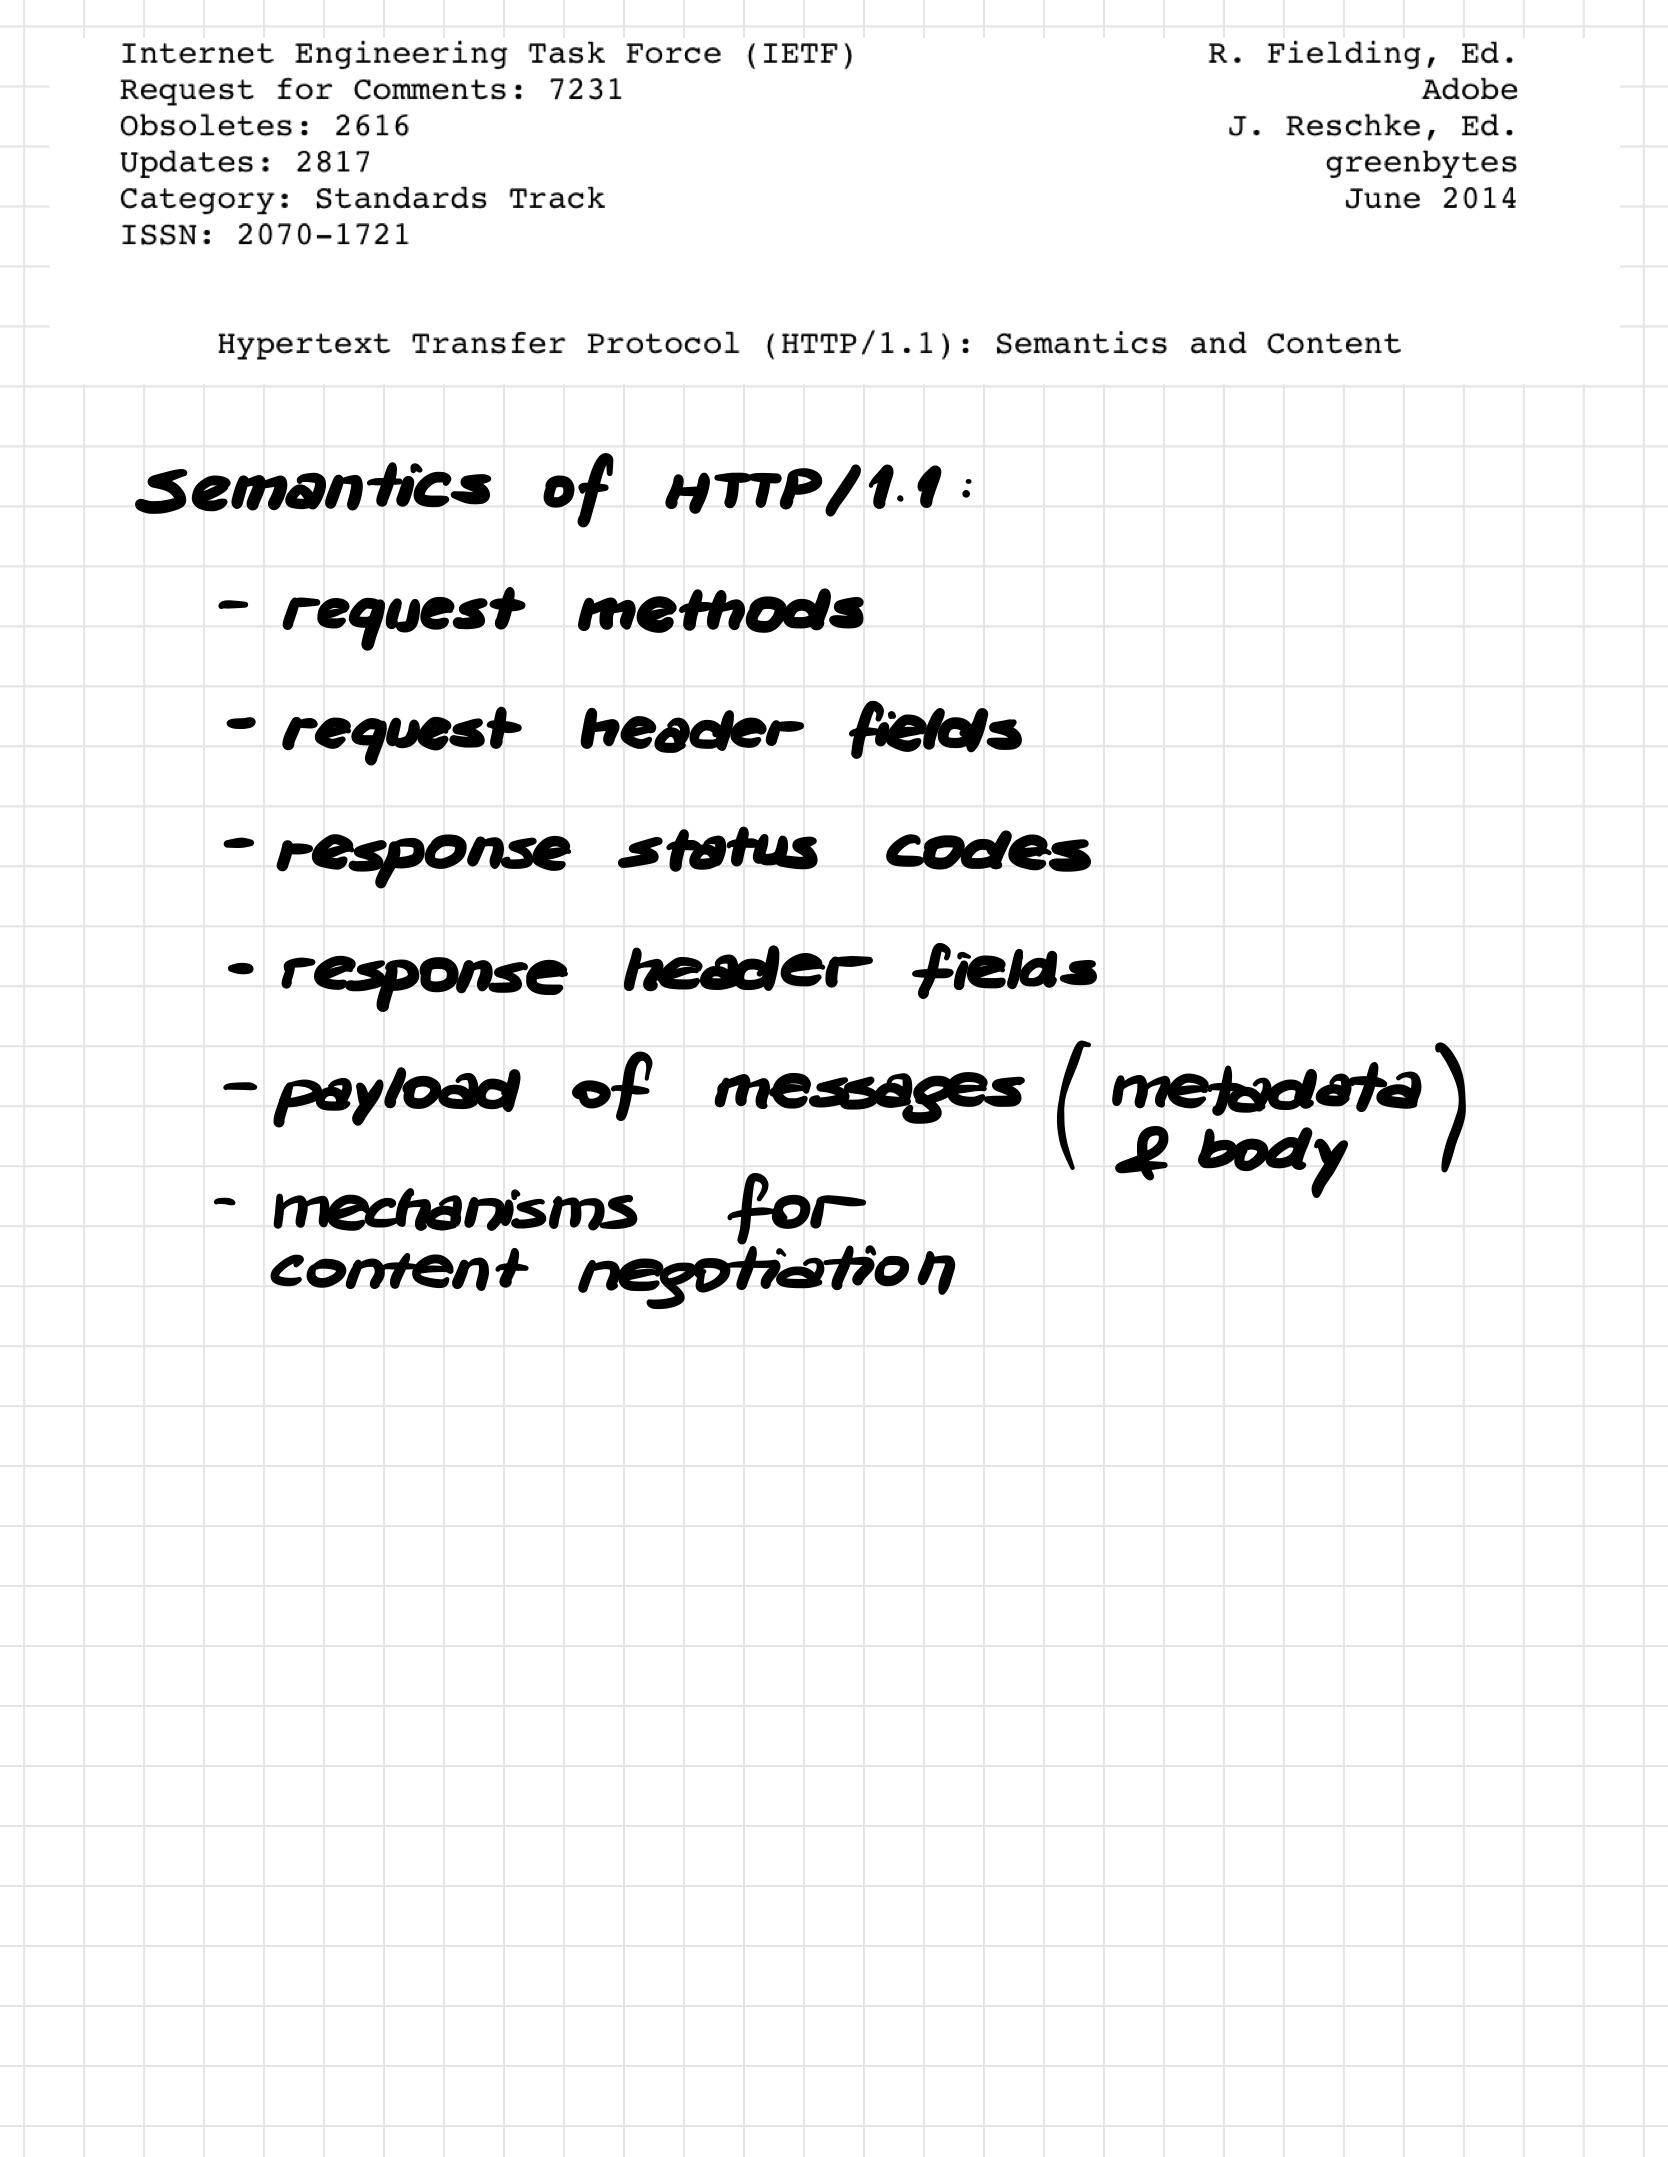 Internet Engineering Task Force (IETF) R. Fielding, Ed.
Request for Comments: 7231 Adobe
Obsoletes: 2616 J. Reschke, Ed.
Updates: 2817 greenbytes
Category: Standards Track June 2014
ISSN: 2070-1721
Hypertext Transfer Protocol (HTTP/1.1): Semantics and Content
Semantics of HTTP/1.1:
- request methods
- request header fields
- response status codes
- response header fields
- payload of messages (metadata
& body)
- mechanisms for
content negotiation